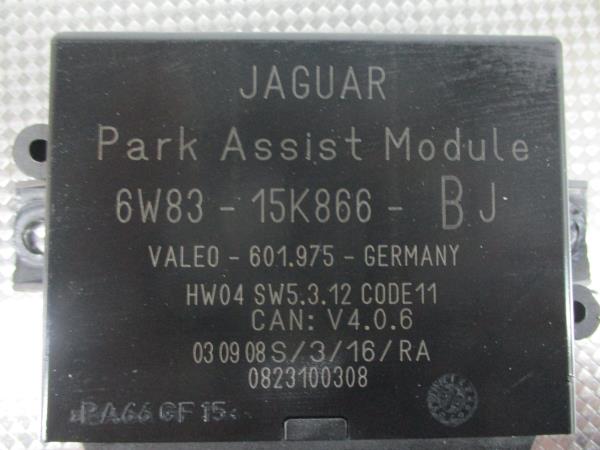 JAGUAR
Park Assist Module
6W83 - 15K866 - BJ
VALEO - 601.975 - GERMANY
HW04 SW5.3.12 CODE11
CAN: V4.0.6
03 09 08 S/3/16/RA
0823100308
PA66 GF15